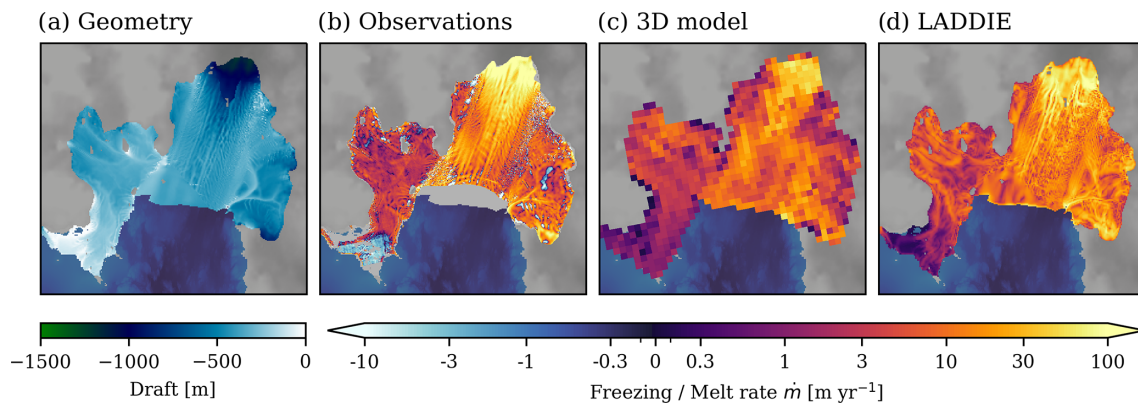 (a) Geometry
(b) Observations
(c) 3D model
(d) LADDIE
−1500 −1000 −500 0
Draft [m]
-10 -3 -1 -0.3 0 0.3 1 3 10 30 100
Freezing / Melt rate ṁ [m yr⁻¹]